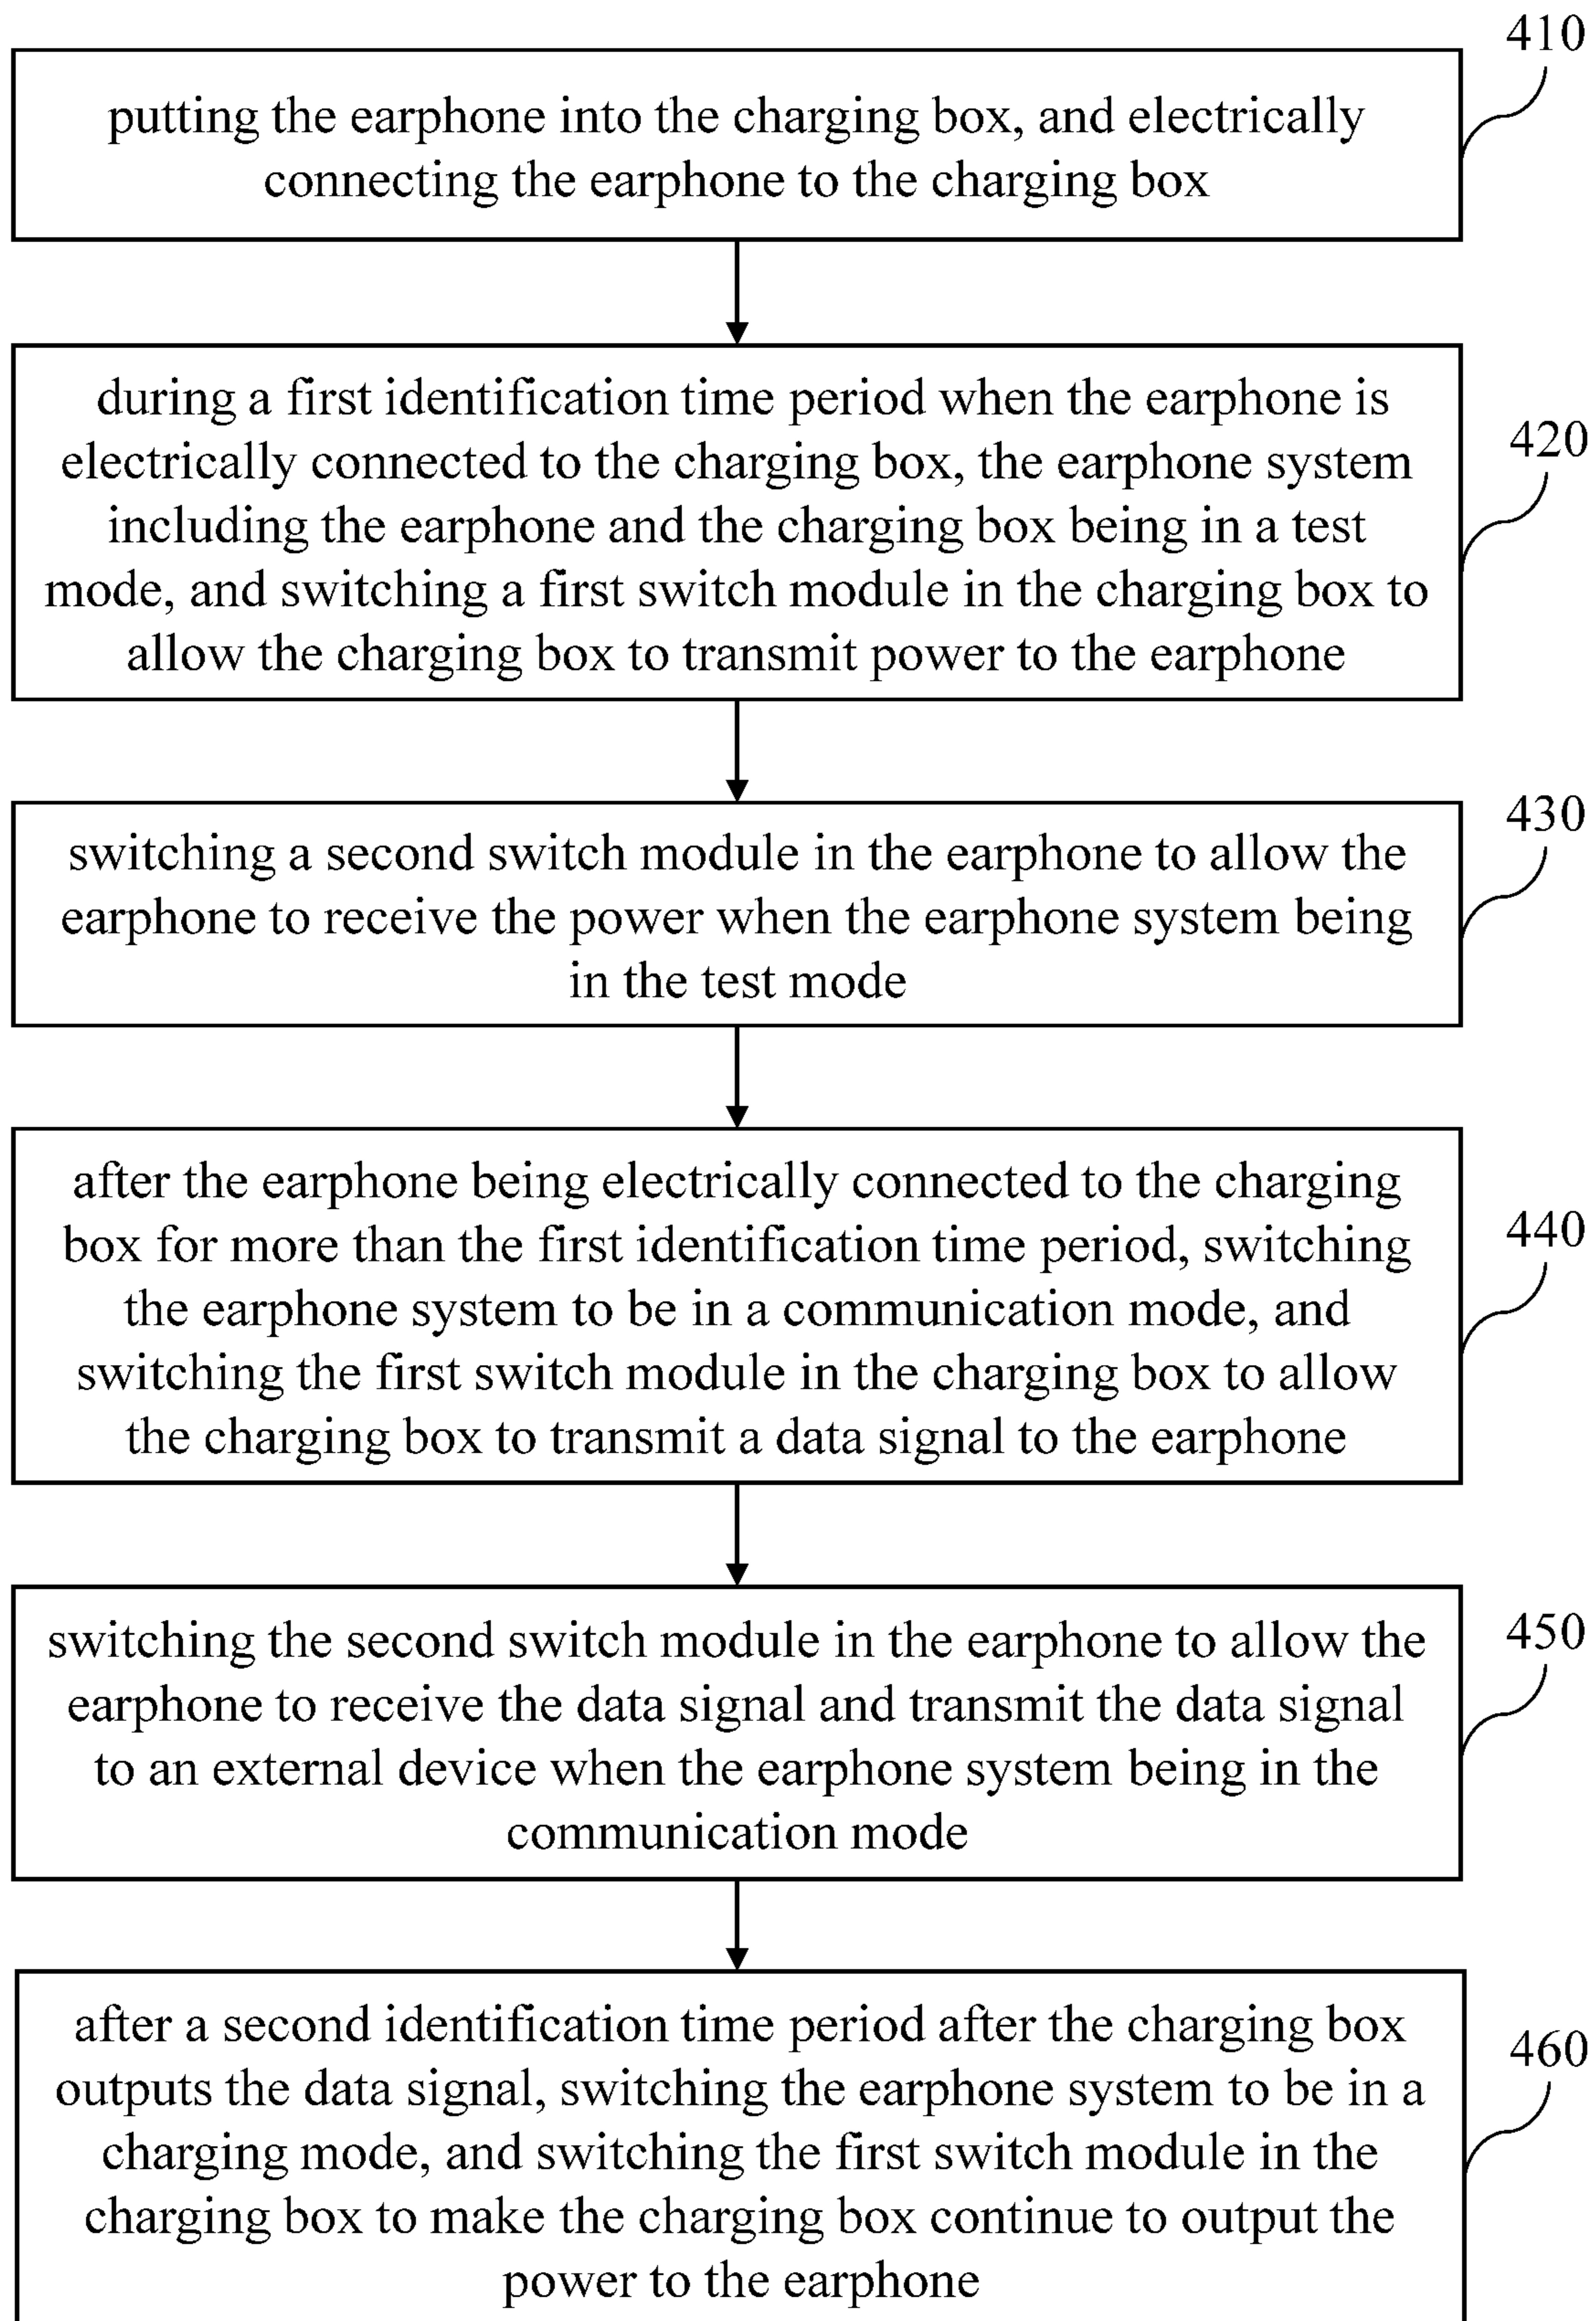 410
putting the earphone into the charging box, and electrically
connecting the earphone to the charging box
420
during a first identification time period when the earphone is
electrically connected to the charging box, the earphone system
including the earphone and the charging box being in a test
mode, and switching a first switch module in the charging box to
allow the charging box to transmit power to the earphone
430
switching a second switch module in the earphone to allow the
earphone to receive the power when the earphone system being
in the test mode
440
after the earphone being electrically connected to the charging
box for more than the first identification time period, switching
the earphone system to be in a communication mode, and
switching the first switch module in the charging box to allow
the charging box to transmit a data signal to the earphone
450
switching the second switch module in the earphone to allow the
earphone to receive the data signal and transmit the data signal
to an external device when the earphone system being in the
communication mode
460
after a second identification time period after the charging box
outputs the data signal, switching the earphone system to be in a
charging mode, and switching the first switch module in the
charging box to make the charging box continue to output the
power to the earphone